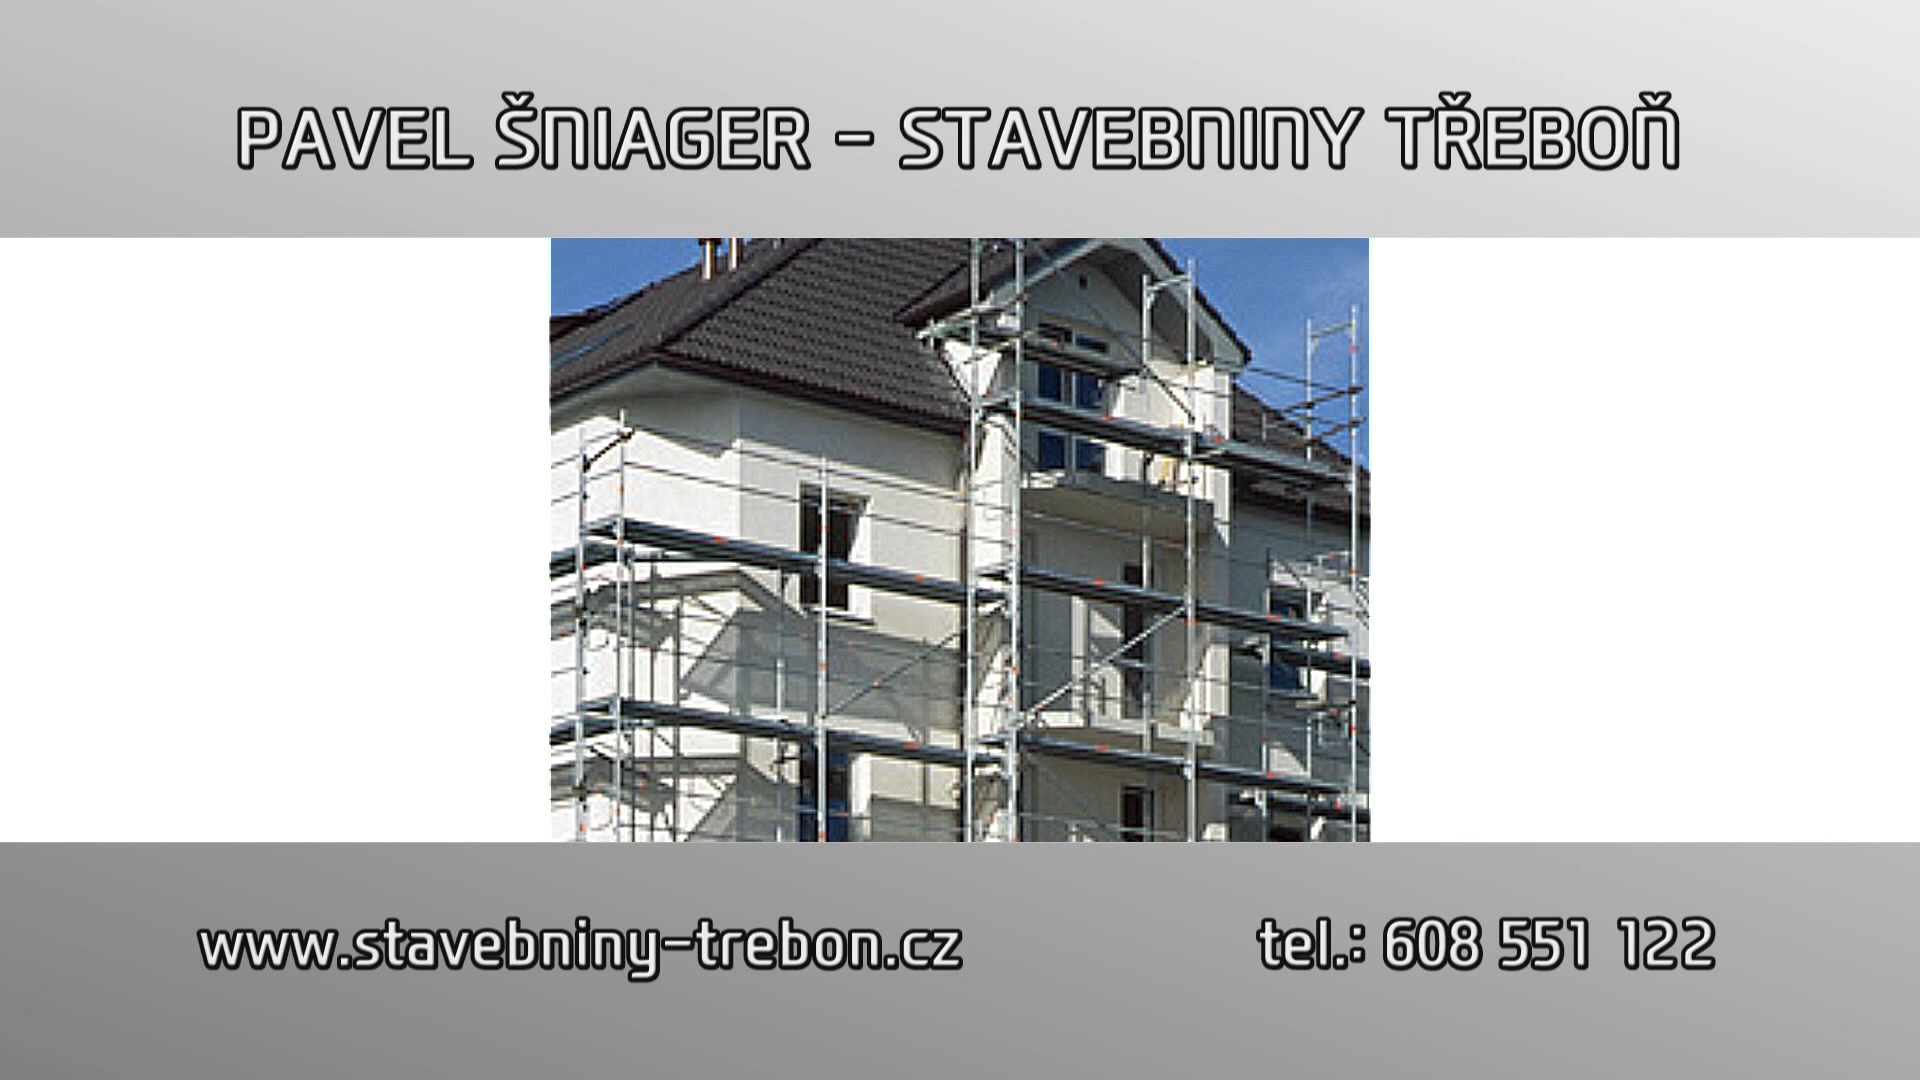 PAVEL ŠNIAGER - STAVEBNINY TŘEBOŇ
www.stavebniny-trebon.cz
tel.: 608 551 122